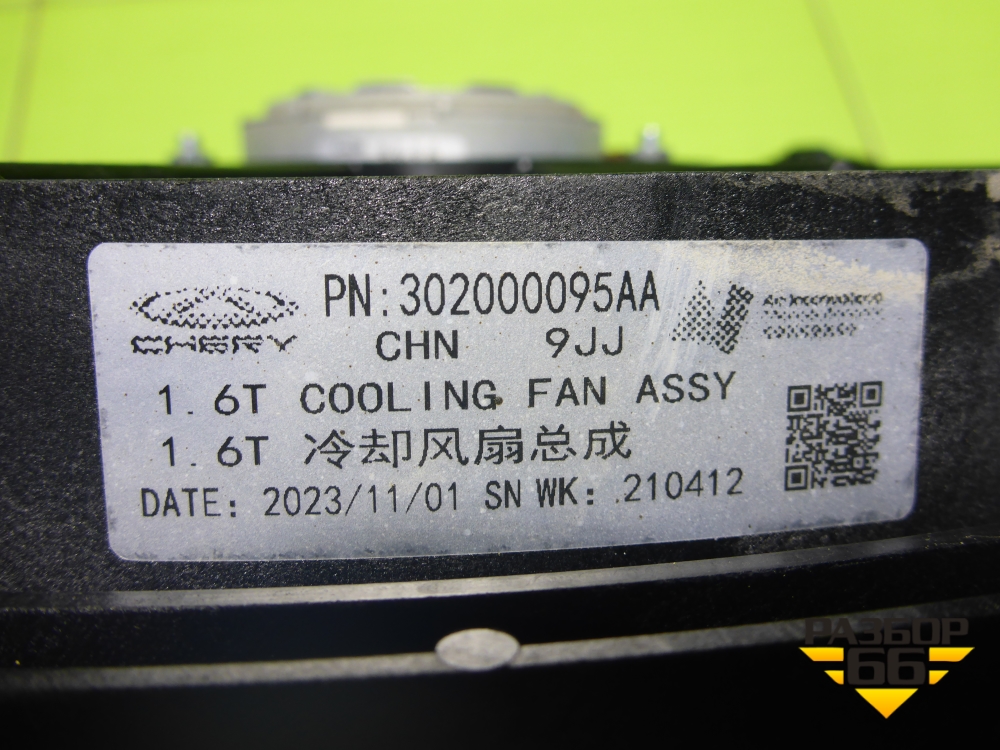 PN:302000095AA
CHERY
CHN 9JJ
1.6T COOLING FAN ASSY
1.6T 冷却风扇总成
DATE: 2023/11/01 SN WK: 210412
РАЗБОР
66